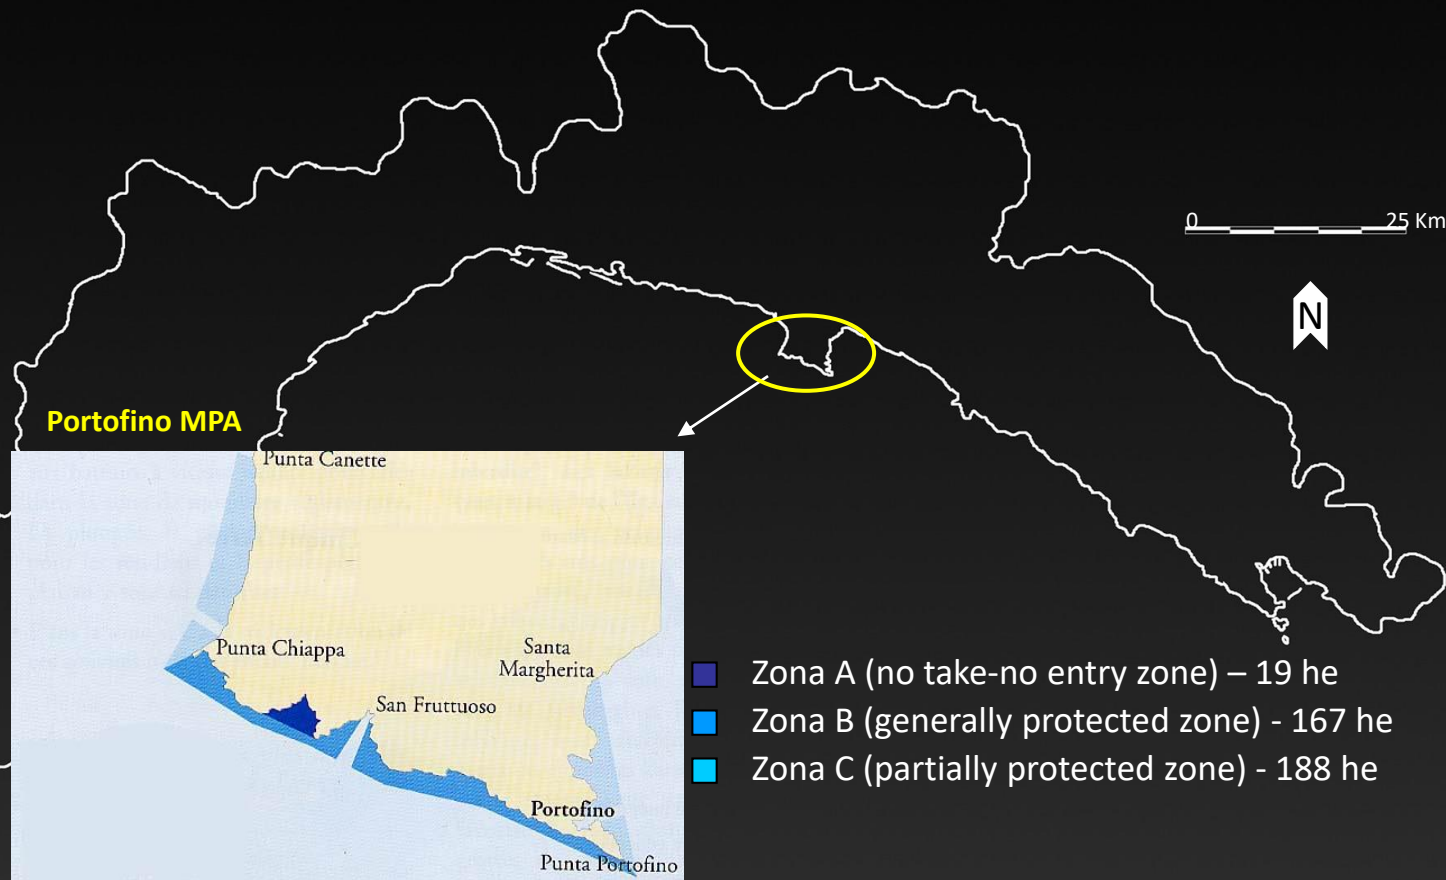 0 25 Km
N
Portofino MPA
Punta Canette
Punta Chiappa
Santa
Margherita
San Fruttuoso
Portofino
Punta Portofino
Zona A (no take-no entry zone) – 19 he
Zona B (generally protected zone) - 167 he
Zona C (partially protected zone) - 188 he